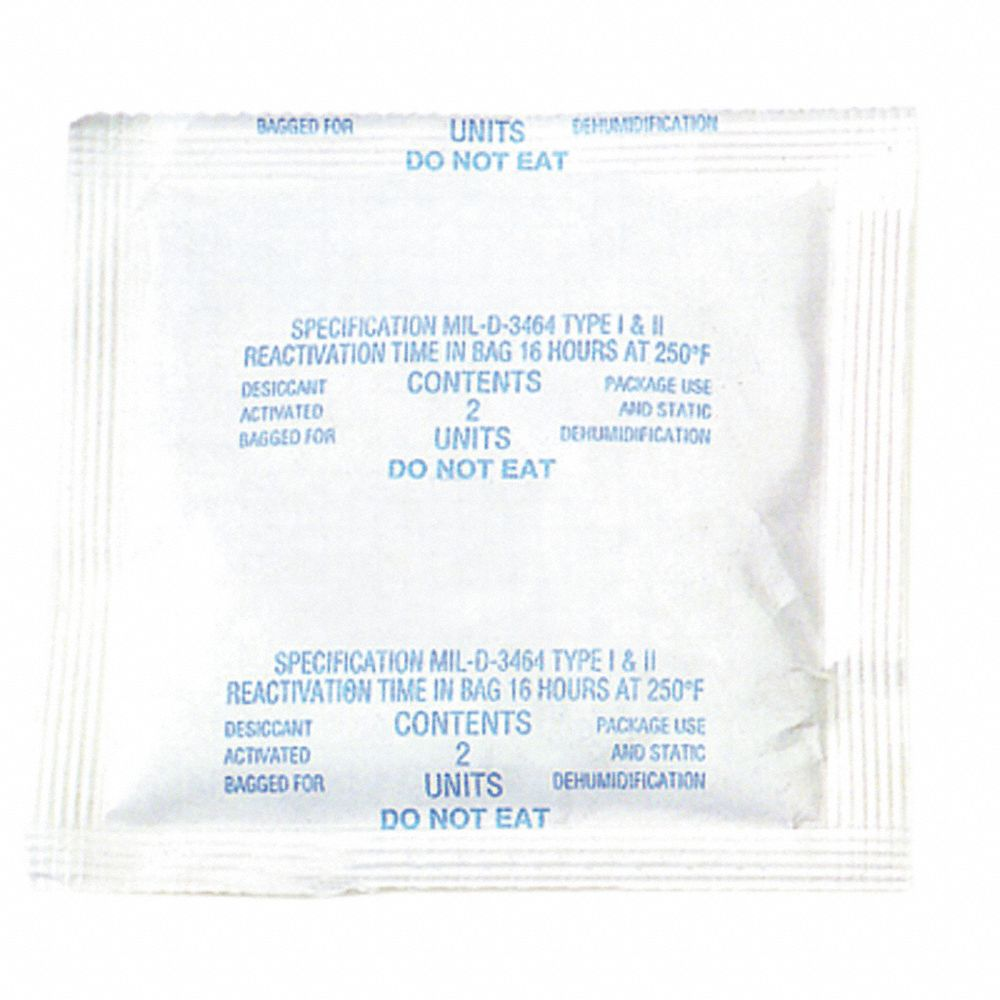 BAGGED FOR UNITS DEHUMIDIFICATION
DO NOT EAT
SPECIFICATION MIL-D-3464 TYPE I & II
REACTIVATION TIME IN BAG 16 HOURS AT 250°F
DESICCANT CONTENTS PACKAGE USE
ACTIVATED 2 AND STATIC
BAGGED FOR UNITS DEHUMIDIFICATION
DO NOT EAT
SPECIFICATION MIL-D-3464 TYPE I & II
REACTIVATION TIME IN BAG 16 HOURS AT 250°F
DESICCANT CONTENTS PACKAGE USE
ACTIVATED 2 AND STATIC
BAGGED FOR UNITS DEHUMIDIFICATION
DO NOT EAT